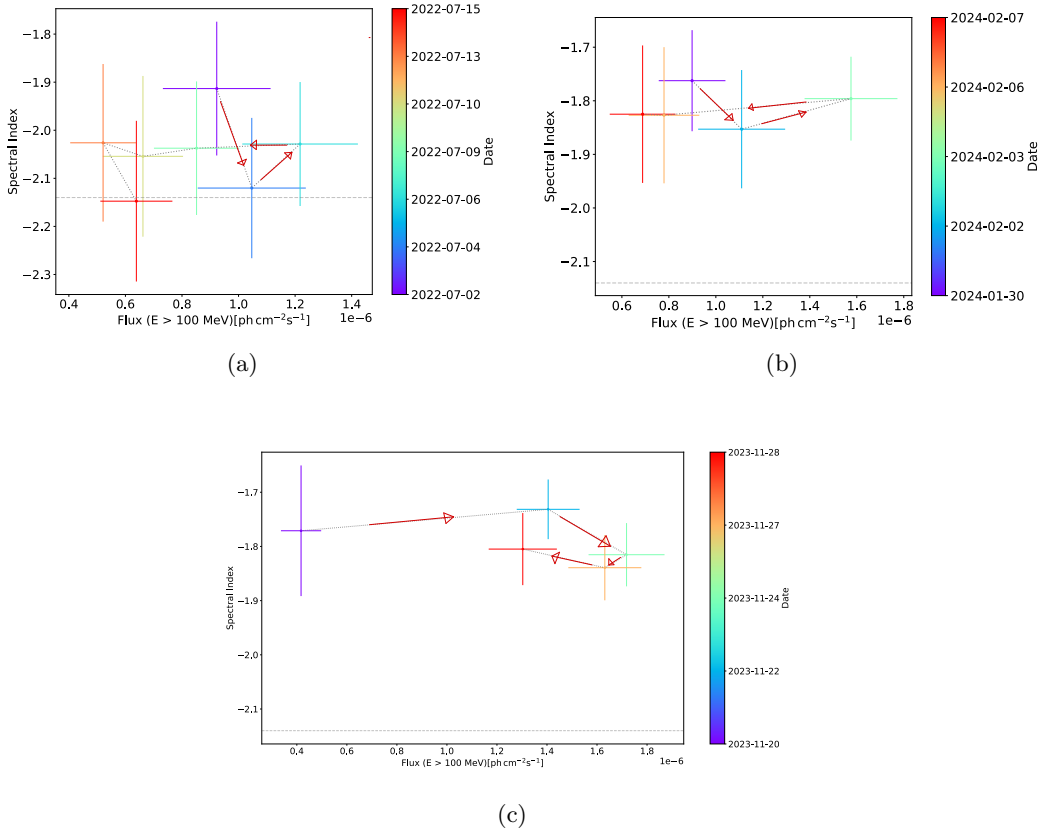 −1.8
−1.9
−2.0
−2.1
−2.2
−2.3
Spectral Index
0.4 0.6 0.8 1.0 1.2 1.4
Flux (E > 100 MeV)[ph cm⁻²s⁻¹]
1e−6
2022-07-15
2022-07-13
2022-07-10
2022-07-09
2022-07-06
2022-07-04
2022-07-02
Date
(a)
−1.7
−1.8
−1.9
−2.0
−2.1
Spectral Index
0.6 0.8 1.0 1.2 1.4 1.6 1.8
Flux (E > 100 MeV)[ph cm⁻²s⁻¹]
1e−6
2024-02-07
2024-02-06
2024-02-03
2024-02-02
2024-01-30
Date
(b)
−1,7
−1,8
−1,9
−2,0
−2,1
Spectral Index
0,4 0,6 0,8 1,0 1,2 1,4 1,6 1,8
Flux (E > 100 MeV)[ph cm⁻²s⁻¹]
1e−6
2023-11-28
2023-11-27
2023-11-24
2023-11-22
2023-11-20
Date
(c)